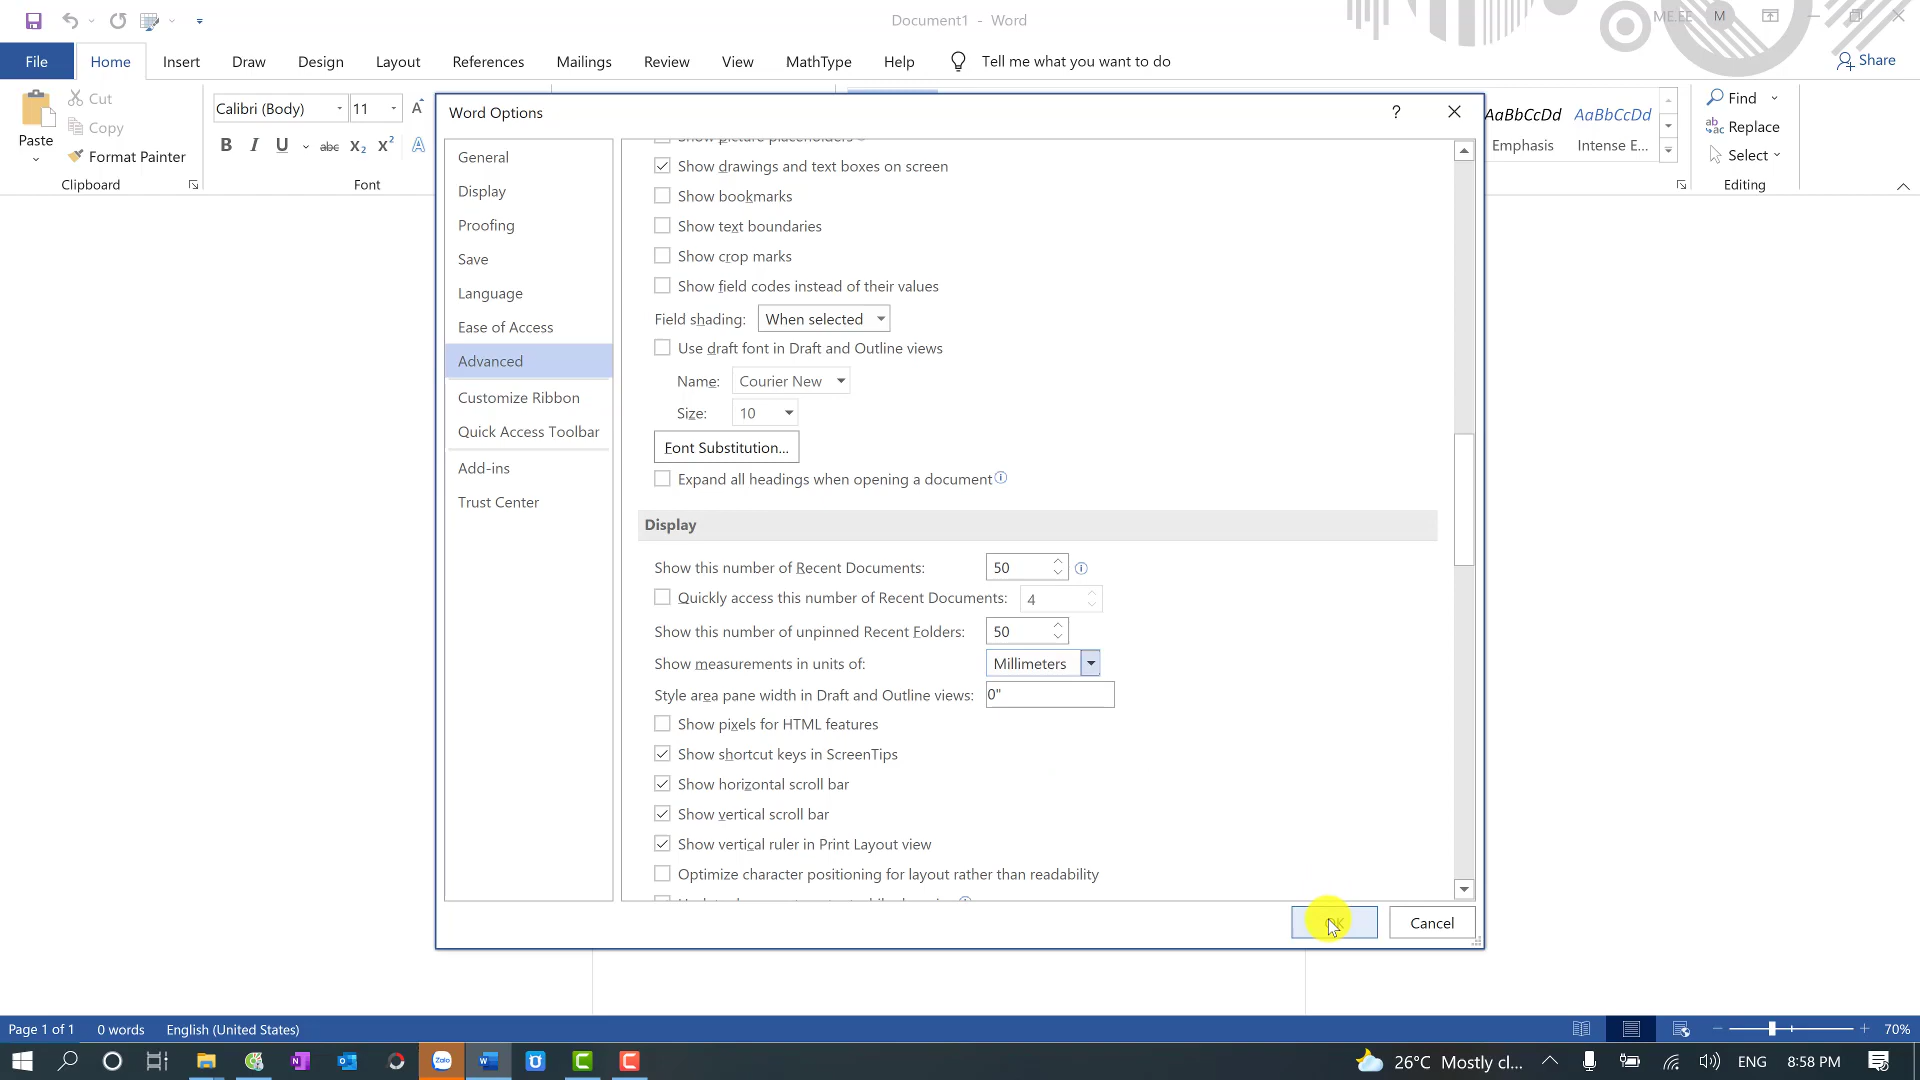 Document1 - Word
ME.EE M
File Home Insert Draw Design Layout References Mailings Review View MathType Help Tell me what you want to do Share
Paste
Cut
Copy
Format Painter
Clipboard
Calibri (Body) 11 A
B I U abc X₂ X² A
Font
AaBbCcDd AaBbCcDd
Emphasis Intense E...
Find
Replace
Select
Editing
Word Options
?
General
Display
Proofing
Save
Language
Ease of Access
Advanced
Customize Ribbon
Quick Access Toolbar
Add-ins
Trust Center
Show picture placeholders
Show drawings and text boxes on screen
Show bookmarks
Show text boundaries
Show crop marks
Show field codes instead of their values
Field shading: When selected
Use draft font in Draft and Outline views
Name: Courier New
Size: 10
Font Substitution...
Expand all headings when opening a document
Display
Show this number of Recent Documents: 50
Quickly access this number of Recent Documents: 4
Show this number of unpinned Recent Folders: 50
Show measurements in units of: Millimeters
Style area pane width in Draft and Outline views: 0"
Show pixels for HTML features
Show shortcut keys in ScreenTips
Show horizontal scroll bar
Show vertical scroll bar
Show vertical ruler in Print Layout view
Optimize character positioning for layout rather than readability
OK Cancel
Page 1 of 1 0 words English (United States) 70%
Zalo
26°C Mostly cl... ENG 8:58 PM